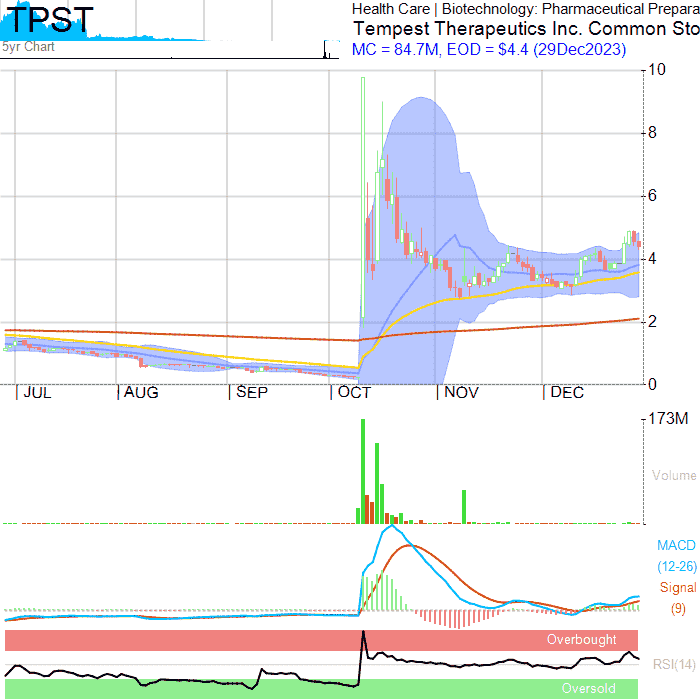 TPST
5yr Chart
Health Care | Biotechnology: Pharmaceutical Prepara
Tempest Therapeutics Inc. Common Sto
MC = 84.7M, EOD = $4.4 (29Dec2023)
10
8
6
4
2
0
JUL AUG SEP OCT NOV DEC
173M
Volume
MACD
(12-26)
Signal
(9)
Overbought
RSI(14)
Oversold